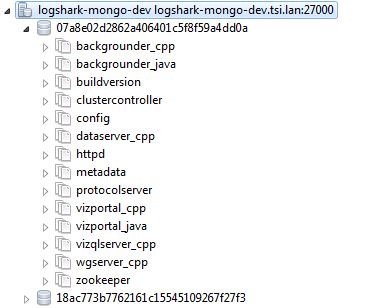 logshark-mongo-dev logshark-mongo-dev.tsi.lan:27000
07a8e02d2862a406401c5f8f59a4dd0a
backgrounder_cpp
backgrounder_java
buildversion
clustercontroller
config
dataserver_cpp
httpd
metadata
protocolserver
vizportal_cpp
vizportal_java
vizqlserver_cpp
wgserver_cpp
zookeeper
18ac773b7762161c15545109267f27f3